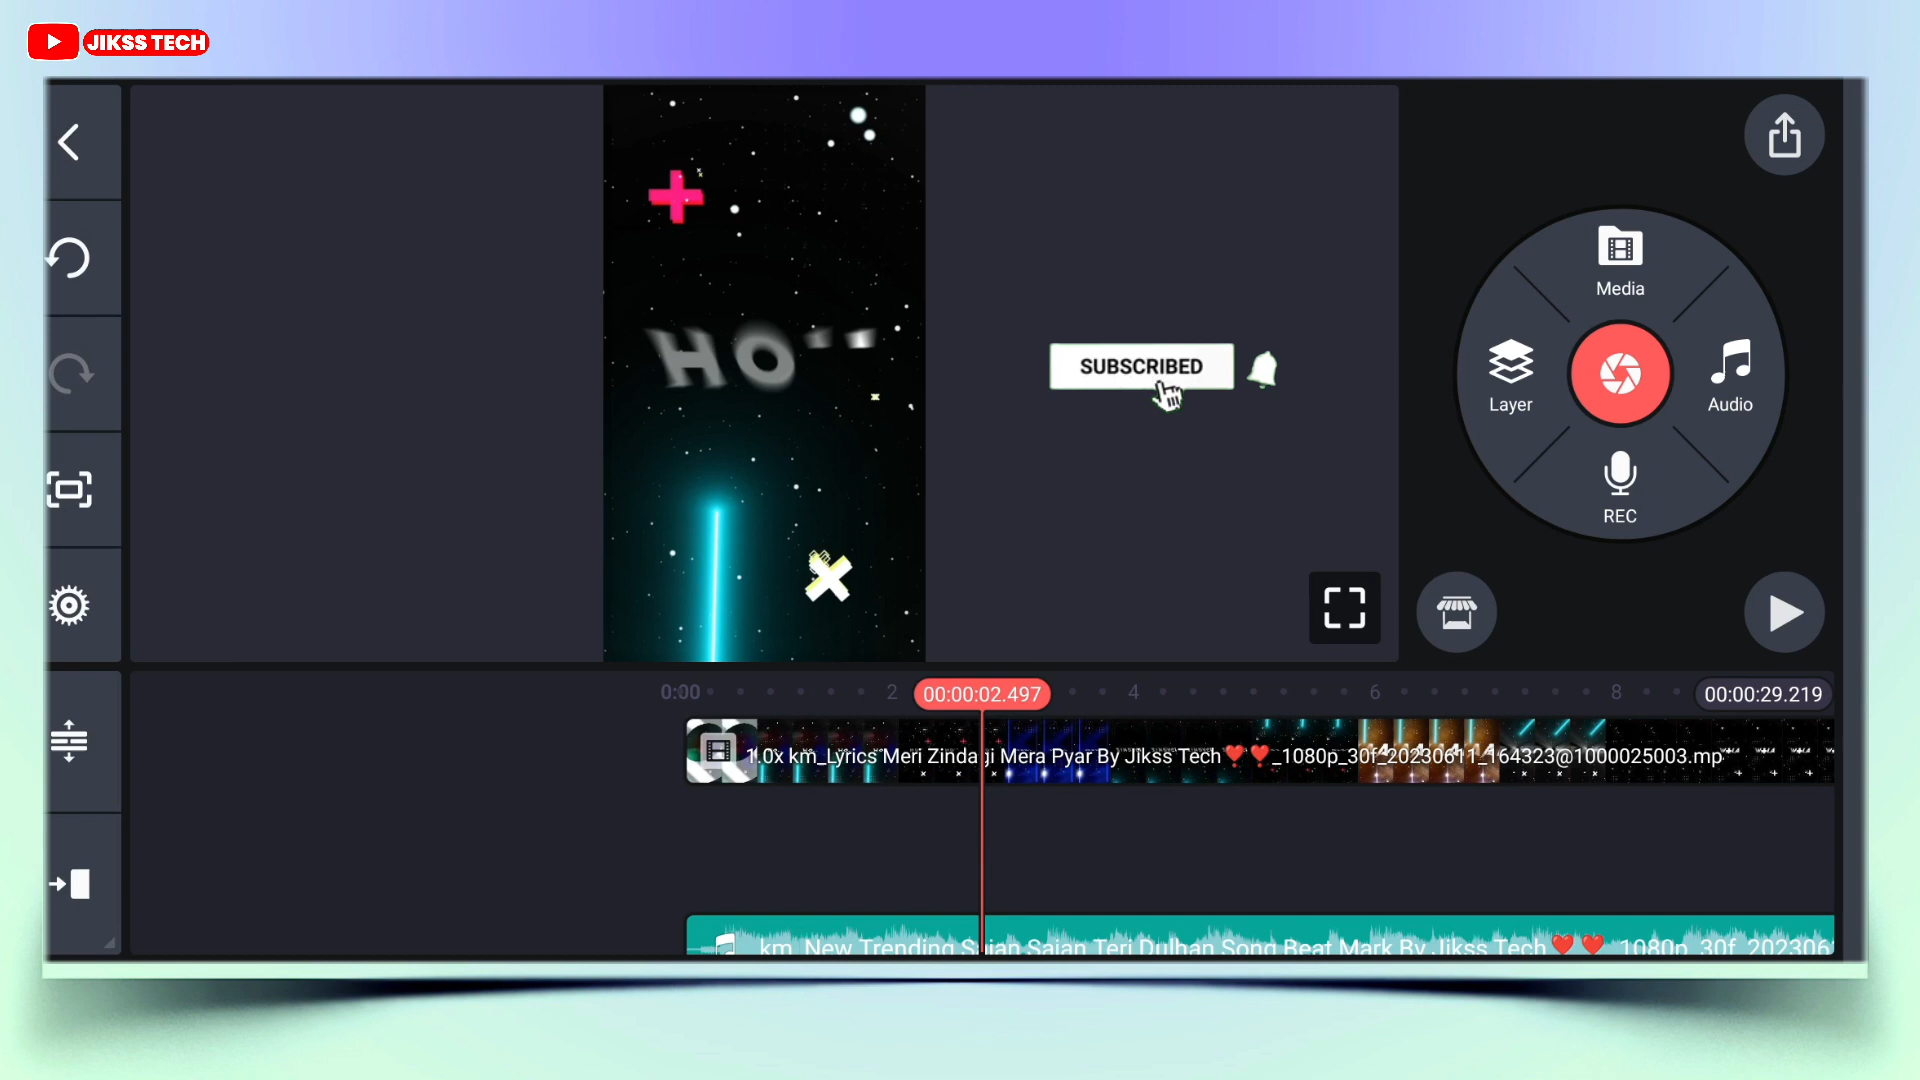 JIKSS TECH
HO
SUBSCRIBED
Media
Layer
Audio
REC
0:00 2 00:00:02.497 4 6 8 00:00:29.219
1.0x km_Lyrics Meri Zindagi Mera Pyar By Jikss Tech❤️❤️_1080p_30f_20230611_164323@1000025003.mp
km_New Trending Sajan Sajan Teri Dulhan Song Beat Mark By Jikss Tech❤️❤️_1080p_30f_202306